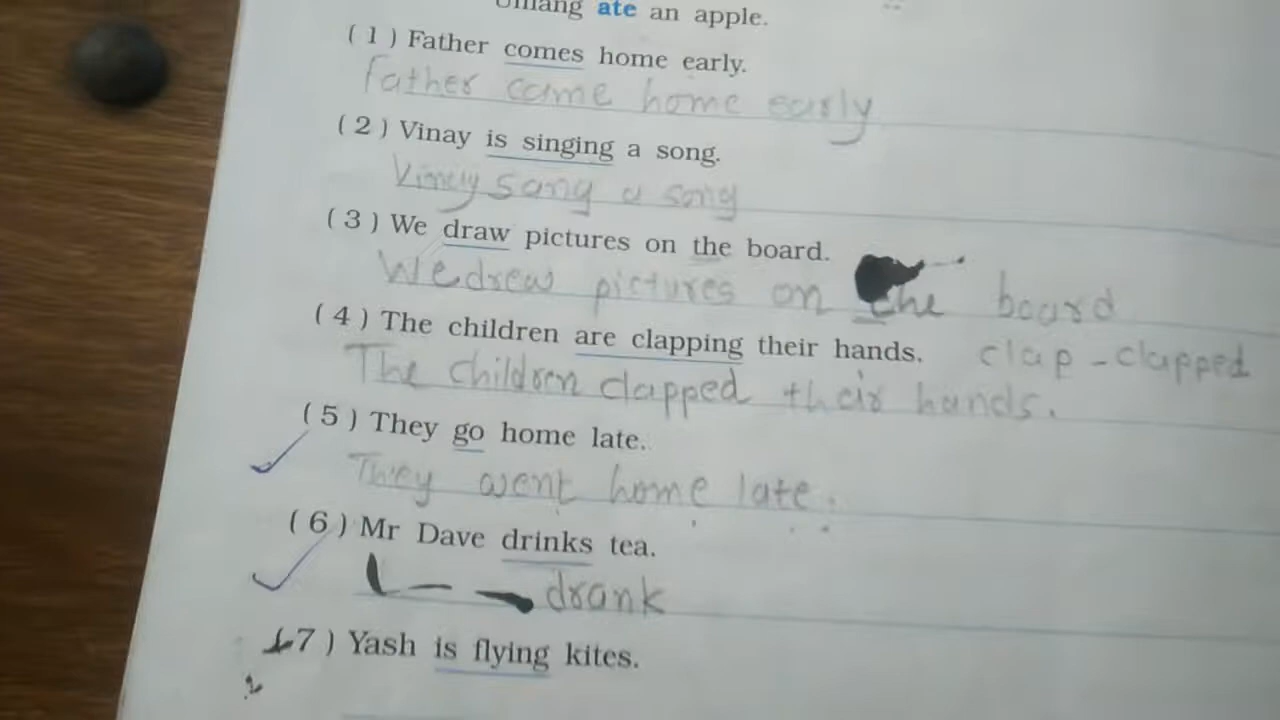 Umang ate an apple.
( 1 ) Father comes home early.
Father came home early
( 2 ) Vinay is singing a song.
Vinay sang a song
( 3 ) We draw pictures on the board.
We drew pictures on the board
( 4 ) The children are clapping their hands. clap - clapped
The children clapped their hands.
( 5 ) They go home late.
They went home late.
( 6 ) Mr Dave drinks tea.
drank
( 7 ) Yash is flying kites.